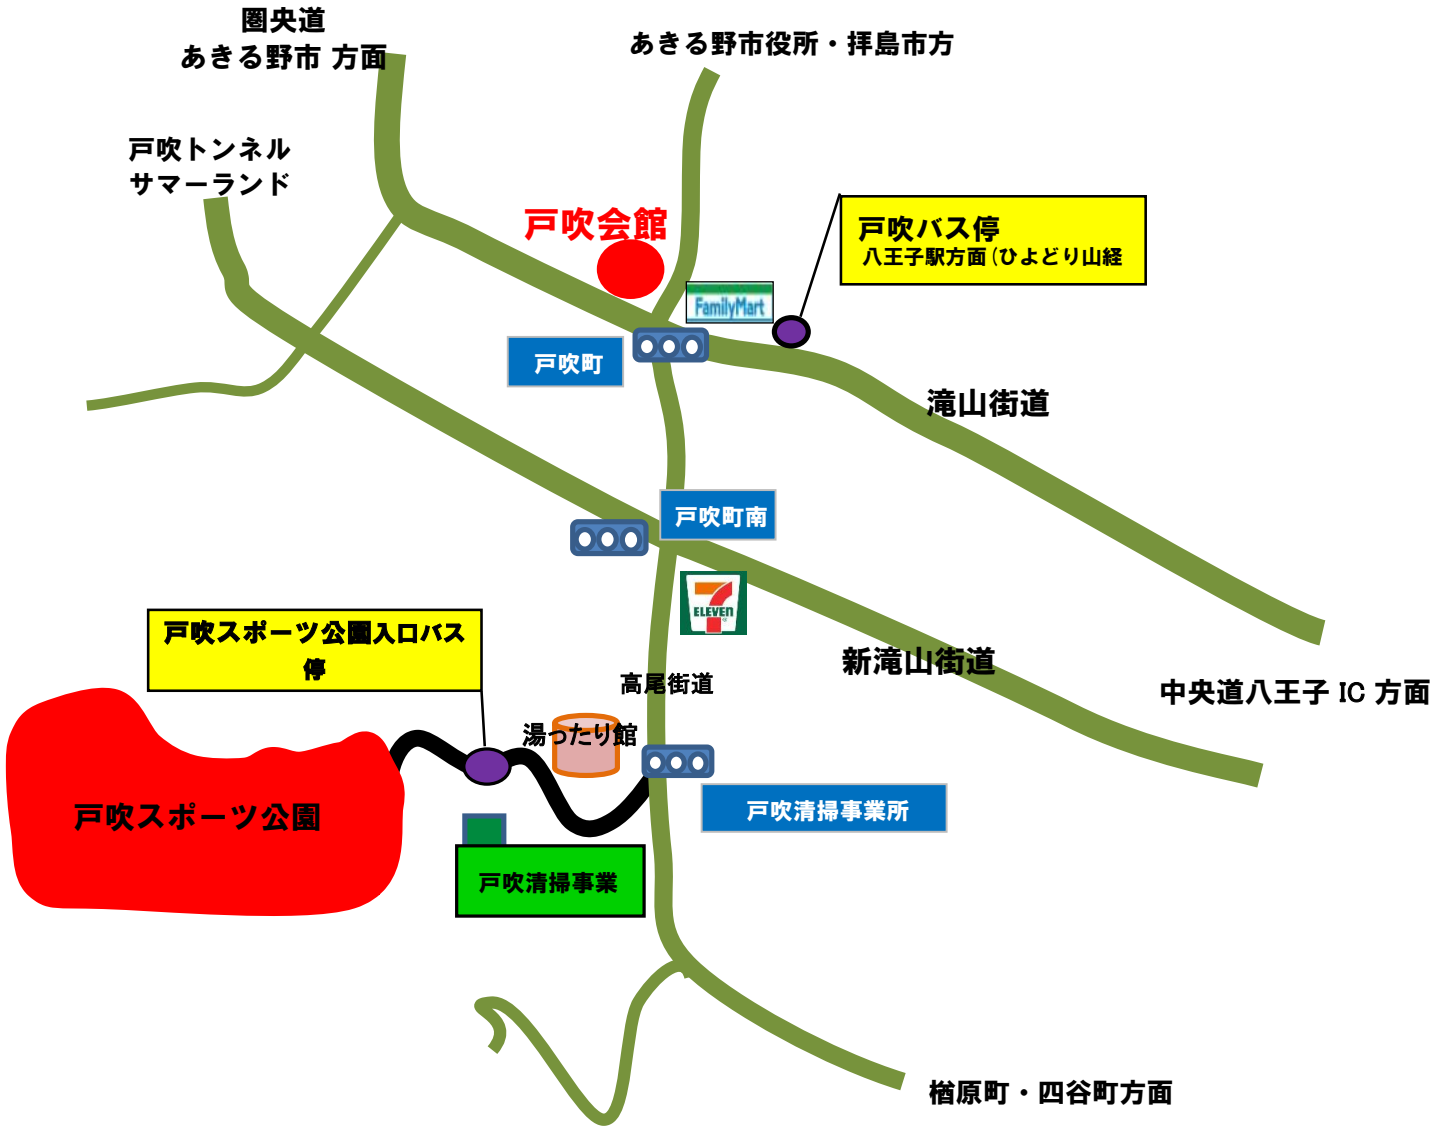 圏央道
あきる野市 方面
あきる野市役所・拝島市方
戸吹トンネル
サマーランド
戸吹会館
戸吹バス停
八王子駅方面(ひよどり山経
FamilyMart
戸吹町
滝山街道
戸吹町南
7
ELEVEN
戸吹スポーツ公園入口バス
停
新滝山街道
高尾街道
中央道八王子 IC 方面
湯ったり館
戸吹スポーツ公園
戸吹清掃事業所
戸吹清掃事業
楢原町・四谷町方面